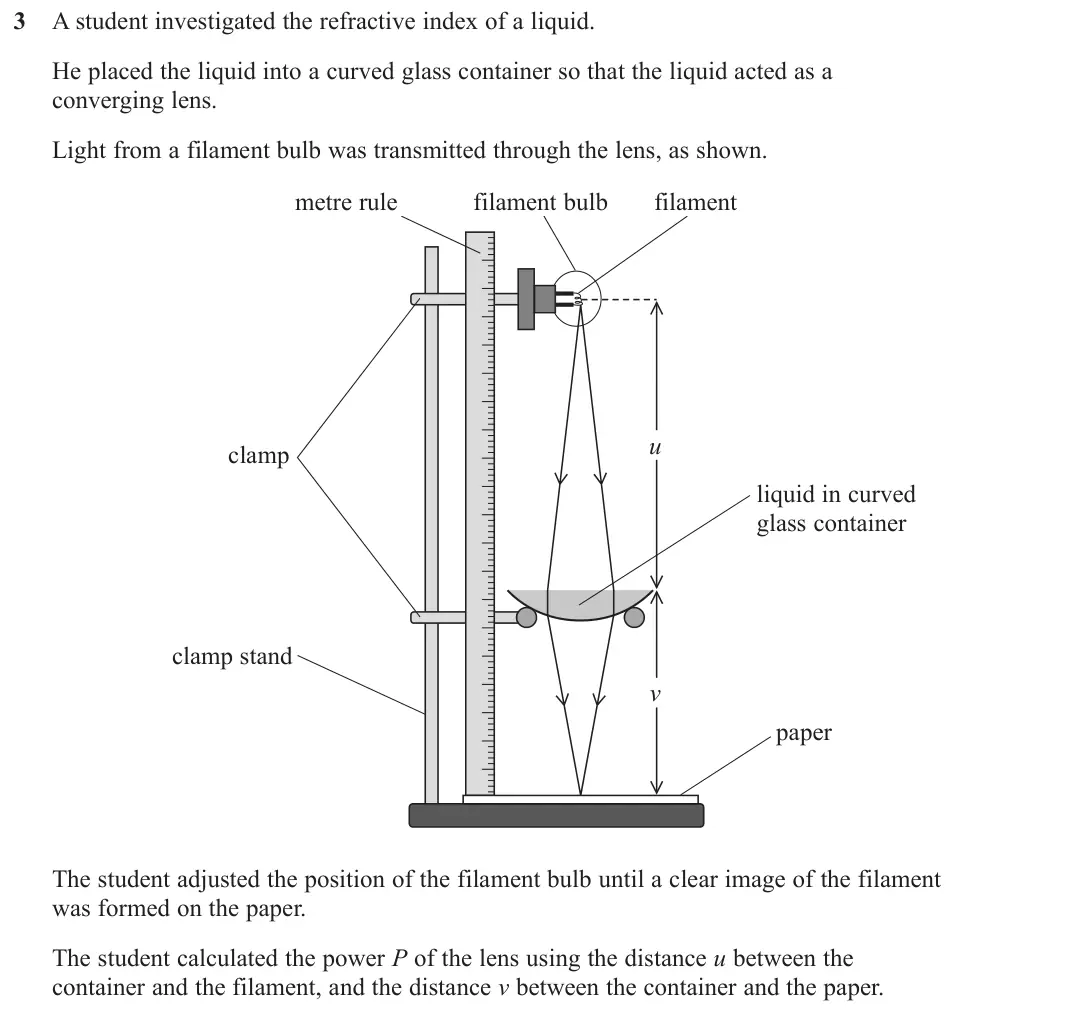 3 A student investigated the refractive index of a liquid.
He placed the liquid into a curved glass container so that the liquid acted as a
converging lens.
Light from a filament bulb was transmitted through the lens, as shown.
metre rule filament bulb filament
clamp
u
liquid in curved
glass container
clamp stand
v
paper
The student adjusted the position of the filament bulb until a clear image of the filament
was formed on the paper.
The student calculated the power P of the lens using the distance u between the
container and the filament, and the distance v between the container and the paper.